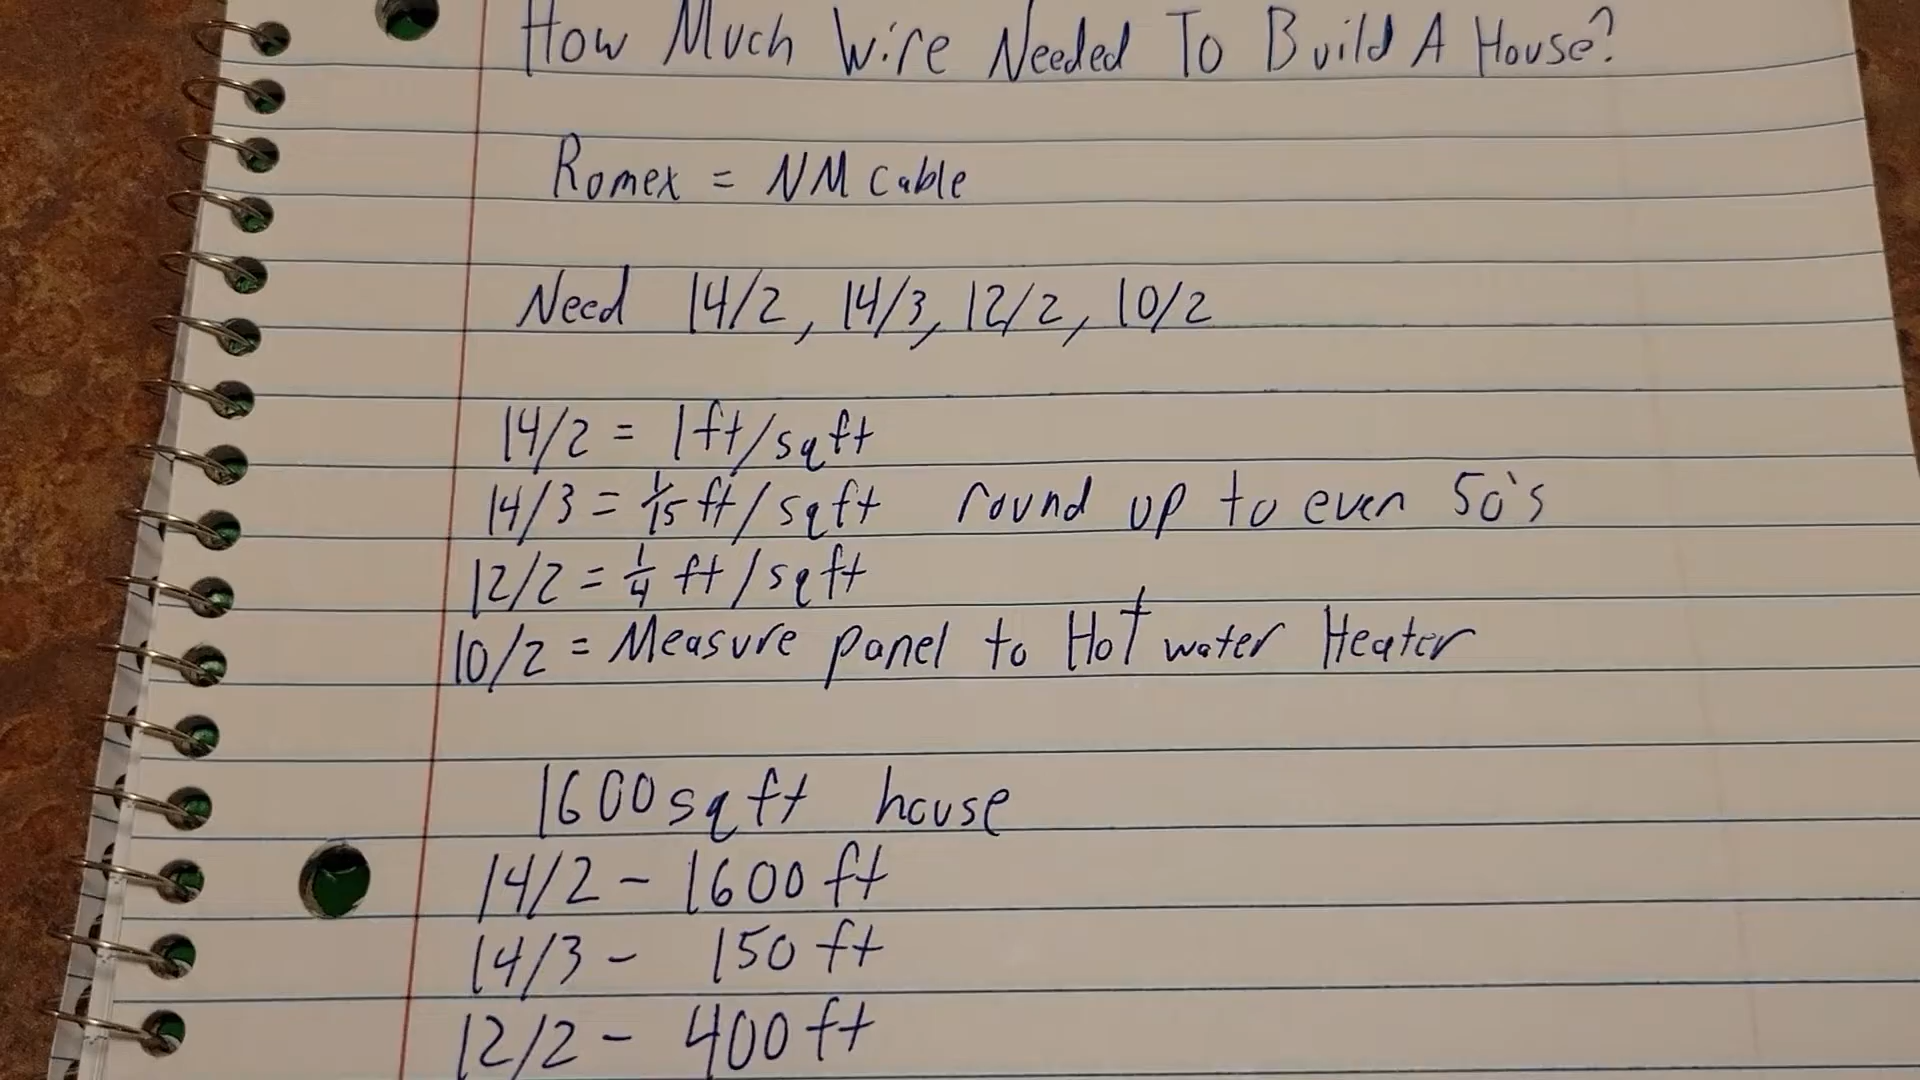 How Much Wire Needed To Build A House?
Romex = NM Cable
Need 14/2, 14/3, 12/2, 10/2
14/2 = 1ft/sqft
14/3 = 1/15 ft/sqft round up to even 50's
12/2 = 1/4 ft/sqft
10/2 = Measure panel to Hot water Heater
1600sqft house
14/2 - 1600 ft
14/3 - 150 ft
12/2 - 400 ft